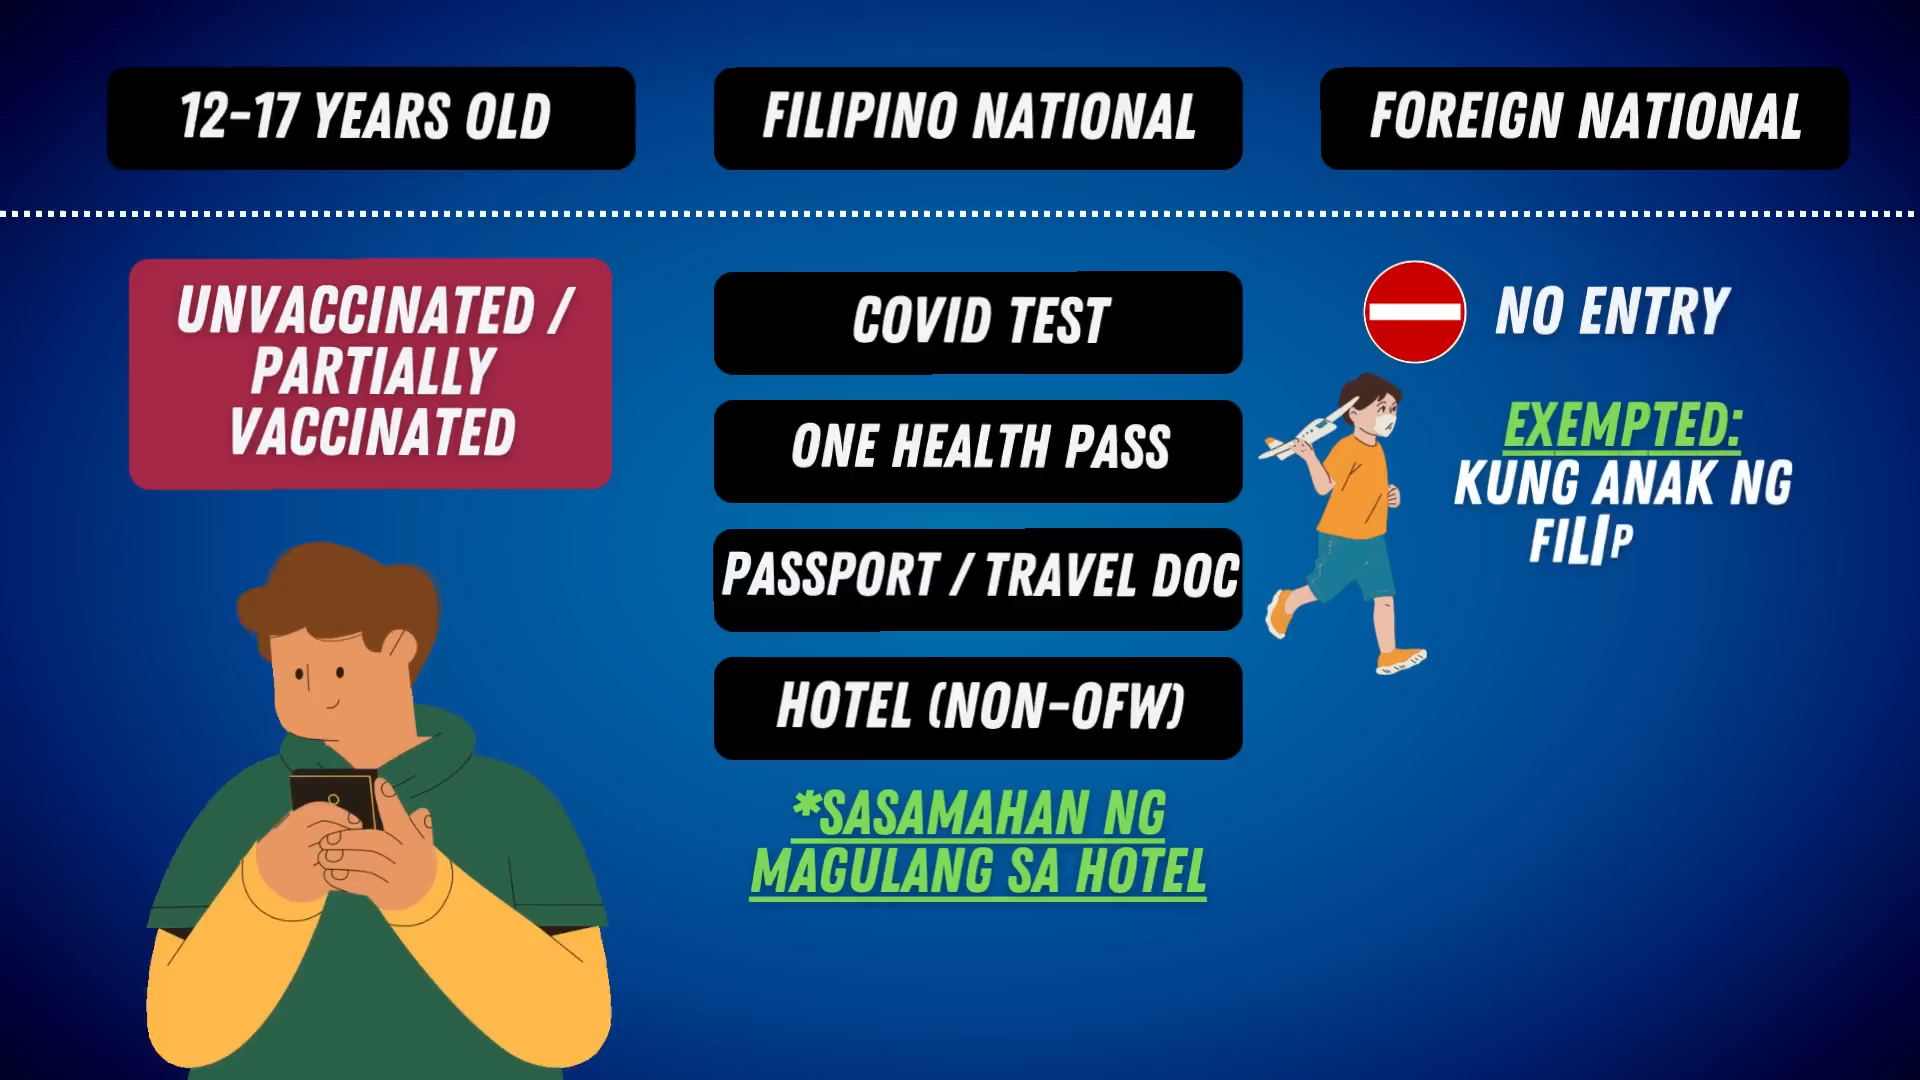 12-17 YEARS OLD
FILIPINO NATIONAL
FOREIGN NATIONAL
UNVACCINATED /
PARTIALLY
VACCINATED
COVID TEST
ONE HEALTH PASS
PASSPORT / TRAVEL DOC
HOTEL (NON-OFW)
*SASAMAHAN NG
MAGULANG SA HOTEL
NO ENTRY
EXEMPTED:
KUNG ANAK NG
FILIP